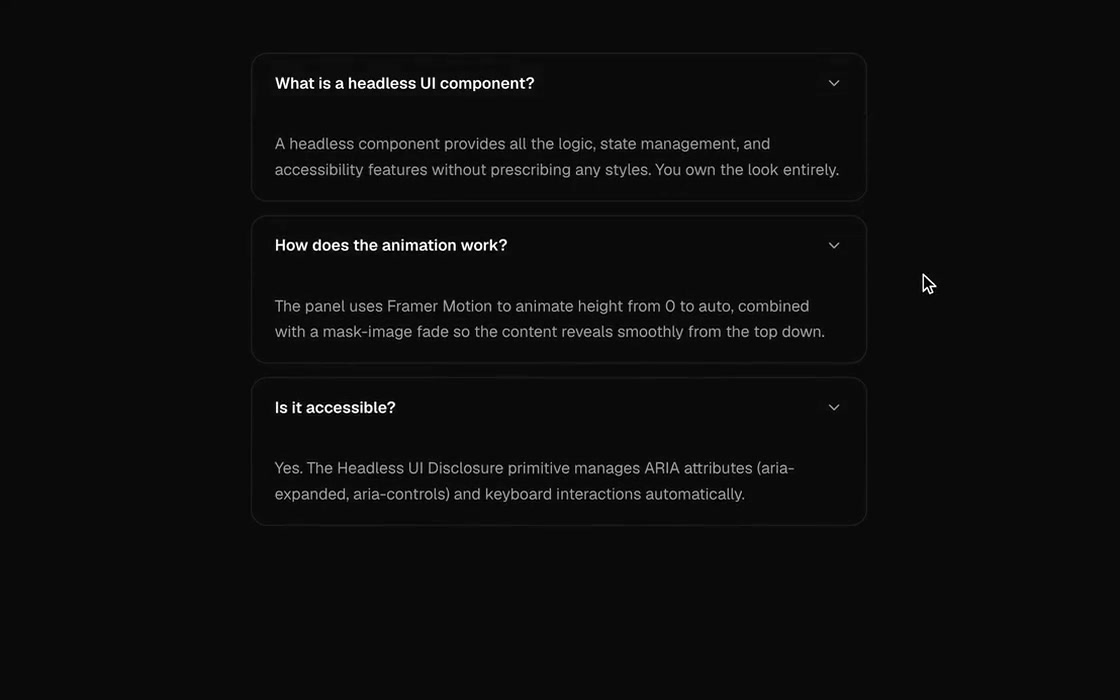 What is a headless UI component?
A headless component provides all the logic, state management, and
accessibility features without prescribing any styles. You own the look entirely.
How does the animation work?
The panel uses Framer Motion to animate height from 0 to auto, combined
with a mask-image fade so the content reveals smoothly from the top down.
Is it accessible?
Yes. The Headless UI Disclosure primitive manages ARIA attributes (aria-
expanded, aria-controls) and keyboard interactions automatically.